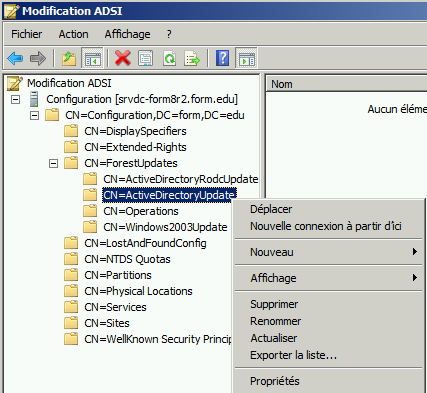 Modification ADSI
Fichier Action Affichage ?
Modification ADSI
Configuration [srvdc-form8r2.form.edu]
CN=Configuration,DC=form,DC=edu
CN=DisplaySpecifiers
CN=Extended-Rights
CN=ForestUpdates
CN=ActiveDirectoryRodcUpdate
CN=ActiveDirectoryUpdate
CN=Operations
CN=Windows2003Update
CN=LostAndFoundConfig
CN=NTDS Quotas
CN=Partitions
CN=Physical Locations
CN=Services
CN=Sites
CN=WellKnown Security Princip
Nom
Aucun éléme
Déplacer
Nouvelle connexion à partir d'ici
Nouveau
Affichage
Supprimer
Renommer
Actualiser
Exporter la liste...
Propriétés